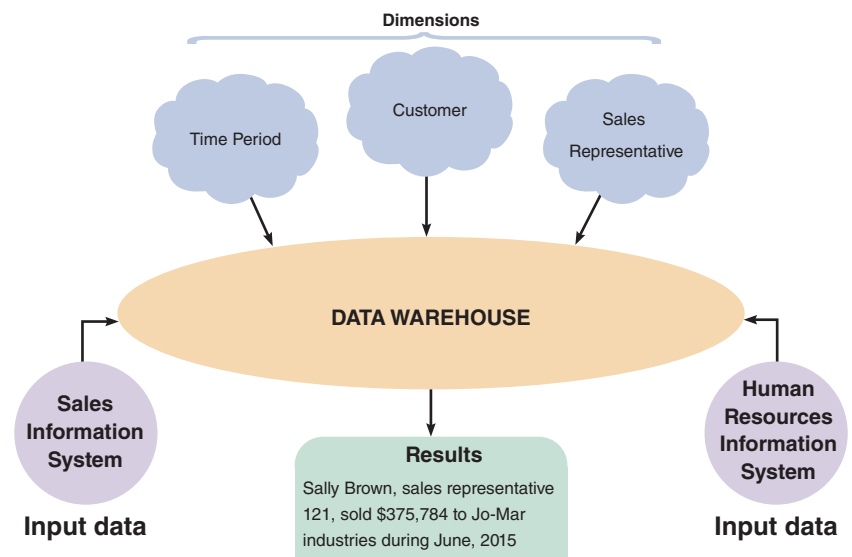 Dimensions
Time Period
Customer
Sales
Representative
DATA WAREHOUSE
Sales
Information
System
Input data
Results
Sally Brown, sales representative
121, sold $375,784 to Jo-Mar
industries during June, 2015
Human
Resources
Information
System
Input data